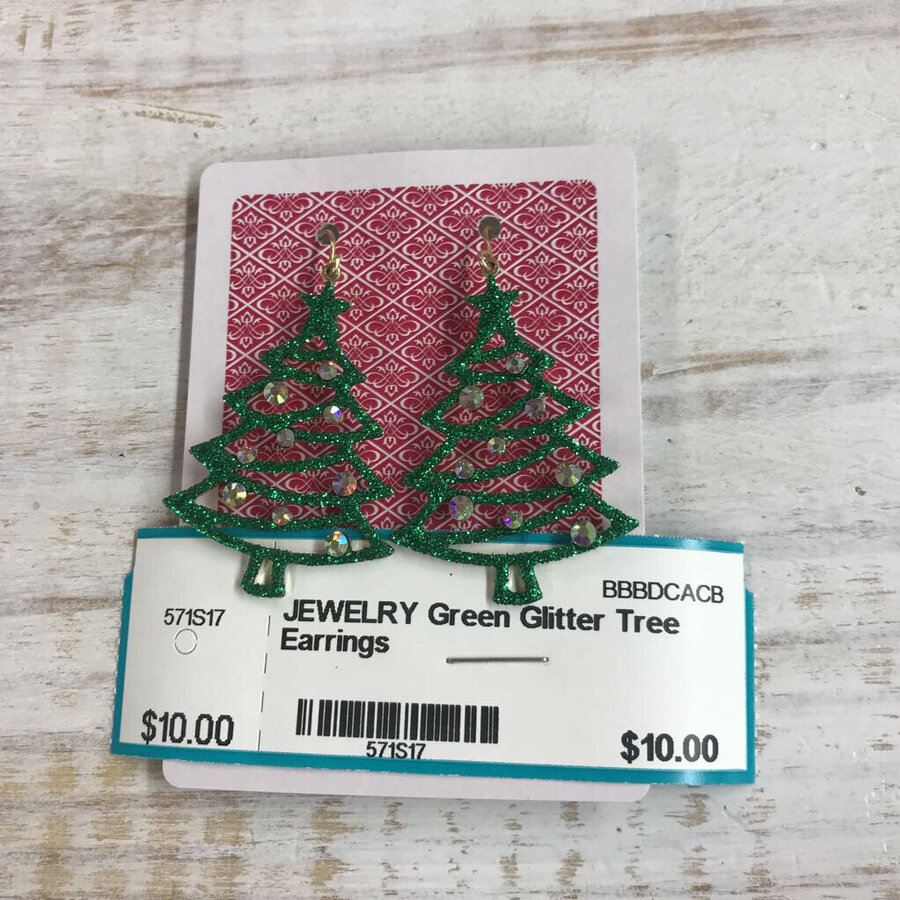 BBBDCACB
571S17
JEWELRY Green Glitter Tree
Earrings
571S17
$10.00
$10.00